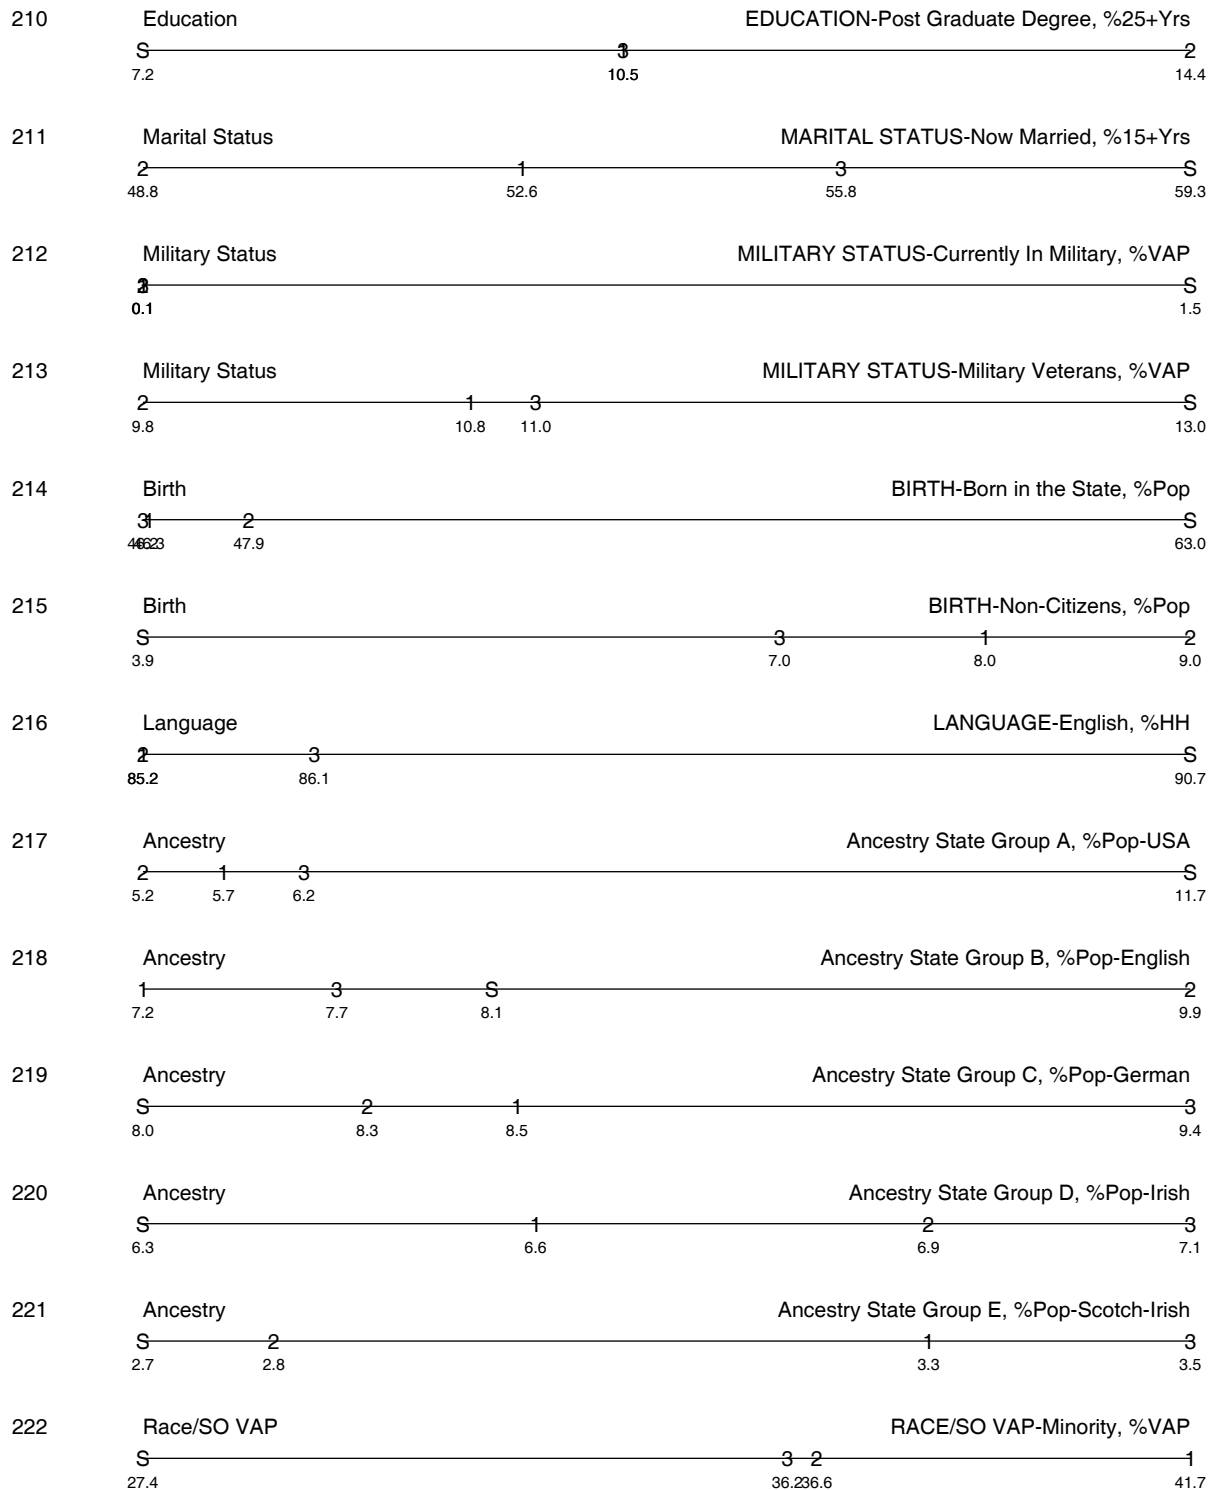 210 Education EDUCATION-Post Graduate Degree, %25+Yrs
S 2
7.2 10.5 14.4
211 Marital Status MARITAL STATUS-Now Married, %15+Yrs
2 1 3 S
48.8 52.6 55.8 59.3
212 Military Status MILITARY STATUS-Currently In Military, %VAP
S
0.1 1.5
213 Military Status MILITARY STATUS-Military Veterans, %VAP
2 1 3 S
9.8 10.8 11.0 13.0
214 Birth BIRTH-Born in the State, %Pop
3 1 2 S
47.9 63.0
215 Birth BIRTH-Non-Citizens, %Pop
S 3 1 2
3.9 7.0 8.0 9.0
216 Language LANGUAGE-English, %HH
3 S
85.2 86.1 90.7
217 Ancestry Ancestry State Group A, %Pop-USA
2 1 3 S
5.2 5.7 6.2 11.7
218 Ancestry Ancestry State Group B, %Pop-English
1 3 S 2
7.2 7.7 8.1 9.9
219 Ancestry Ancestry State Group C, %Pop-German
S 2 1 3
8.0 8.3 8.5 9.4
220 Ancestry Ancestry State Group D, %Pop-Irish
S 1 2 3
6.3 6.6 6.9 7.1
221 Ancestry Ancestry State Group E, %Pop-Scotch-Irish
S 2 1 3
2.7 2.8 3.3 3.5
222 Race/SO VAP RACE/SO VAP-Minority, %VAP
S 3 2 1
27.4 36.2 36.6 41.7